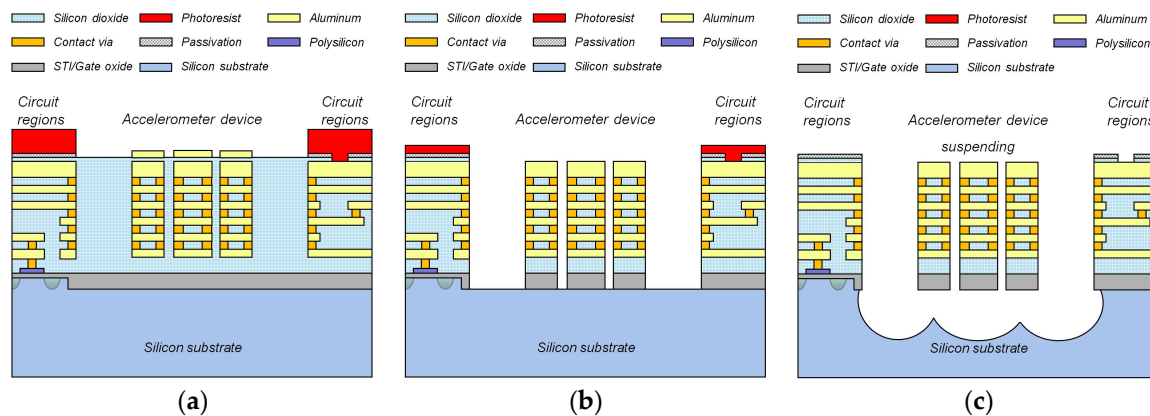 Silicon dioxide Photoresist Aluminum
Contact via Passivation Polysilicon
STI/Gate oxide Silicon substrate
Circuit regions Accelerometer device Circuit regions
Silicon substrate
(a)
Silicon dioxide Photoresist Aluminum
Contact via Passivation Polysilicon
STI/Gate oxide Silicon substrate
Circuit regions Accelerometer device Circuit regions
Silicon substrate
(b)
Silicon dioxide Photoresist Aluminum
Contact via Passivation Polysilicon
STI/Gate oxide Silicon substrate
Circuit regions Accelerometer device Circuit regions
suspending
Silicon substrate
(c)